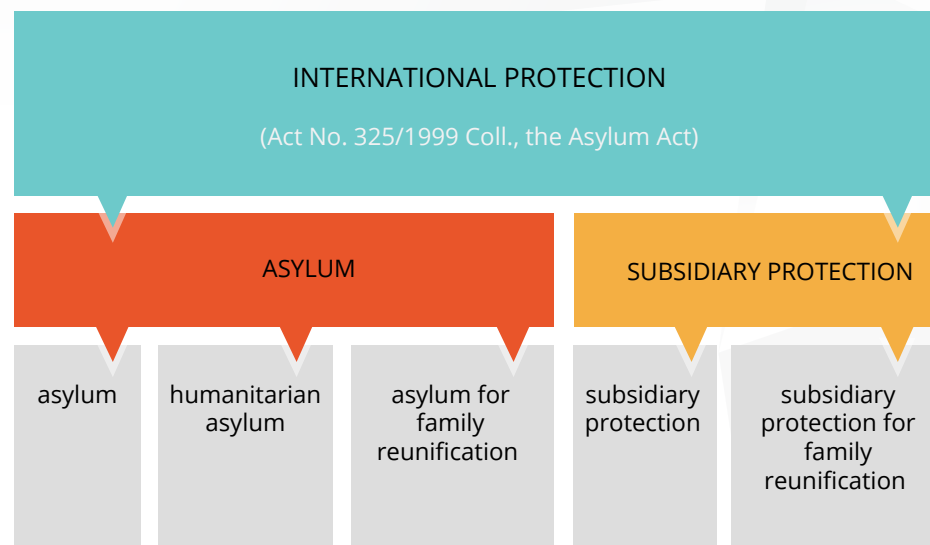 INTERNATIONAL PROTECTION
(Act No. 325/1999 Coll., the Asylum Act)
ASYLUM
SUBSIDIARY PROTECTION
asylum
humanitarian
asylum
asylum for
family
reunification
subsidiary
protection
subsidiary
protection for
family
reunification